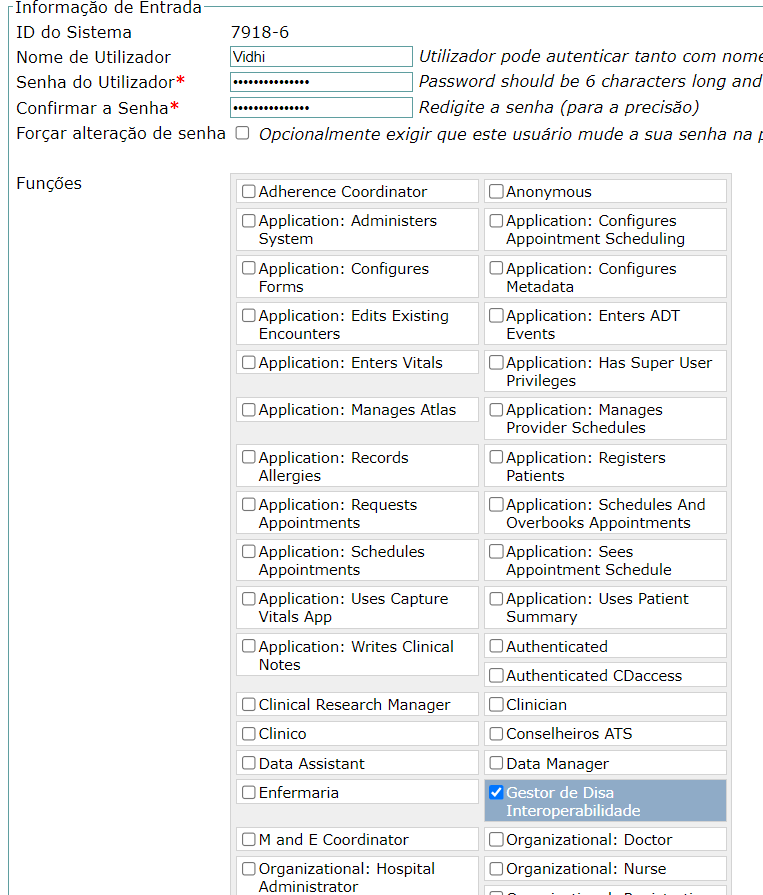 Informação de Entrada
ID do Sistema 7918-6
Nome de Utilizador Vidhi Utilizador pode autenticar tanto com nome
Senha do Utilizador* ••••••••••••••• Password should be 6 characters long and
Confirmar a Senha* ••••••••••••••• Redigite a senha (para a precisão)
Forçar alteração de senha Opcionalmente exigir que este usuário mude a sua senha na p
Funções
Adherence Coordinator
Anonymous
Application: Administers
System
Application: Configures
Appointment Scheduling
Application: Configures
Forms
Application: Configures
Metadata
Application: Edits Existing
Encounters
Application: Enters ADT
Events
Application: Enters Vitals
Application: Has Super User
Privileges
Application: Manages Atlas
Application: Manages
Provider Schedules
Application: Records
Allergies
Application: Registers
Patients
Application: Requests
Appointments
Application: Schedules And
Overbooks Appointments
Application: Schedules
Appointments
Application: Sees
Appointment Schedule
Application: Uses Capture
Vitals App
Application: Uses Patient
Summary
Application: Writes Clinical
Notes
Authenticated
Authenticated CDaccess
Clinical Research Manager
Clinician
Clinico
Conselheiros ATS
Data Assistant
Data Manager
Enfermaria
Gestor de Disa
Interoperabilidade
M and E Coordinator
Organizational: Doctor
Organizational: Hospital
Administrator
Organizational: Nurse